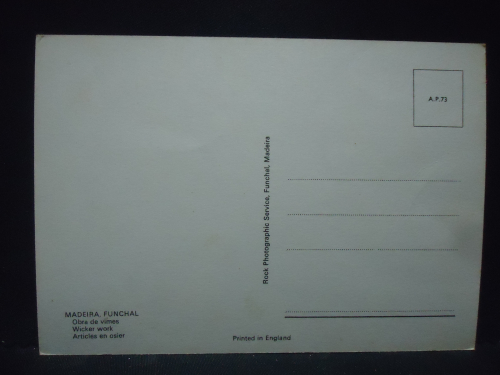 A.P.73
Rock Photographic Service, Funchal, Madeira
MADEIRA, FUNCHAL
Obra de vimes
Wicker work
Articles en osier
Printed in England